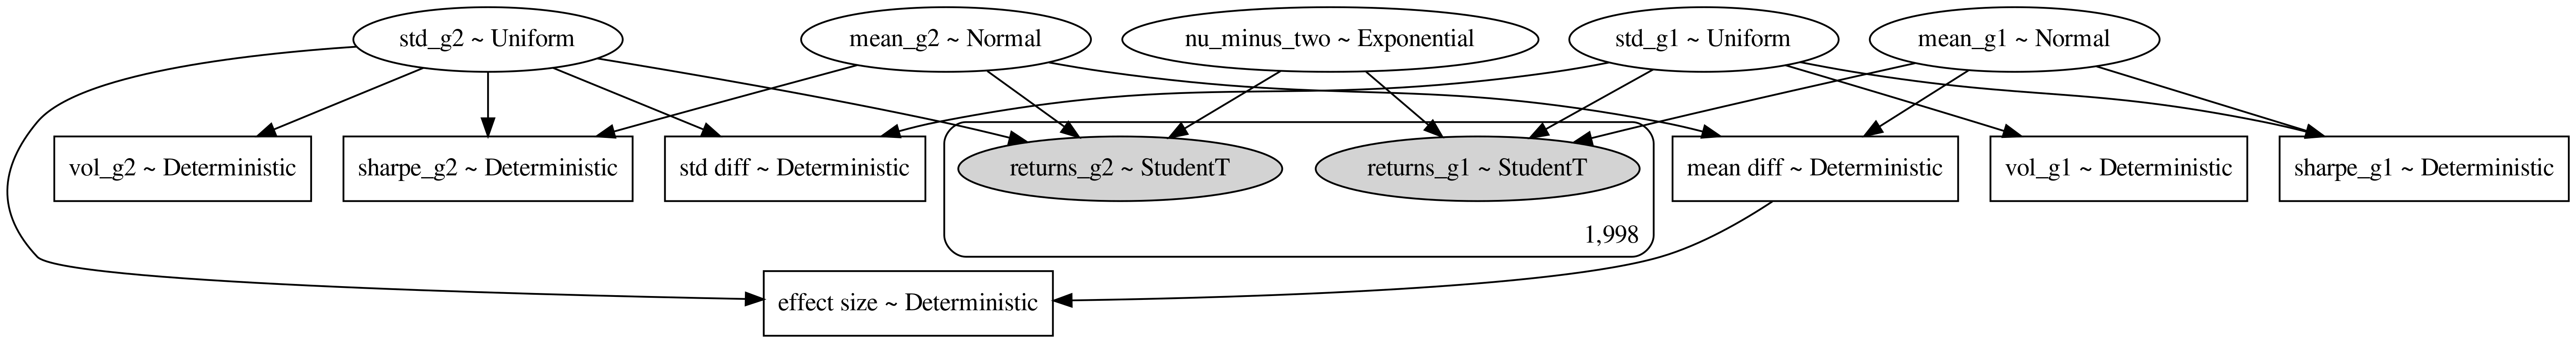 std_g2 ~ Uniform
mean_g2 ~ Normal
nu_minus_two ~ Exponential
std_g1 ~ Uniform
mean_g1 ~ Normal
vol_g2 ~ Deterministic
sharpe_g2 ~ Deterministic
std diff ~ Deterministic
returns_g2 ~ StudentT
returns_g1 ~ StudentT
mean diff ~ Deterministic
vol_g1 ~ Deterministic
sharpe_g1 ~ Deterministic
1,998
effect size ~ Deterministic